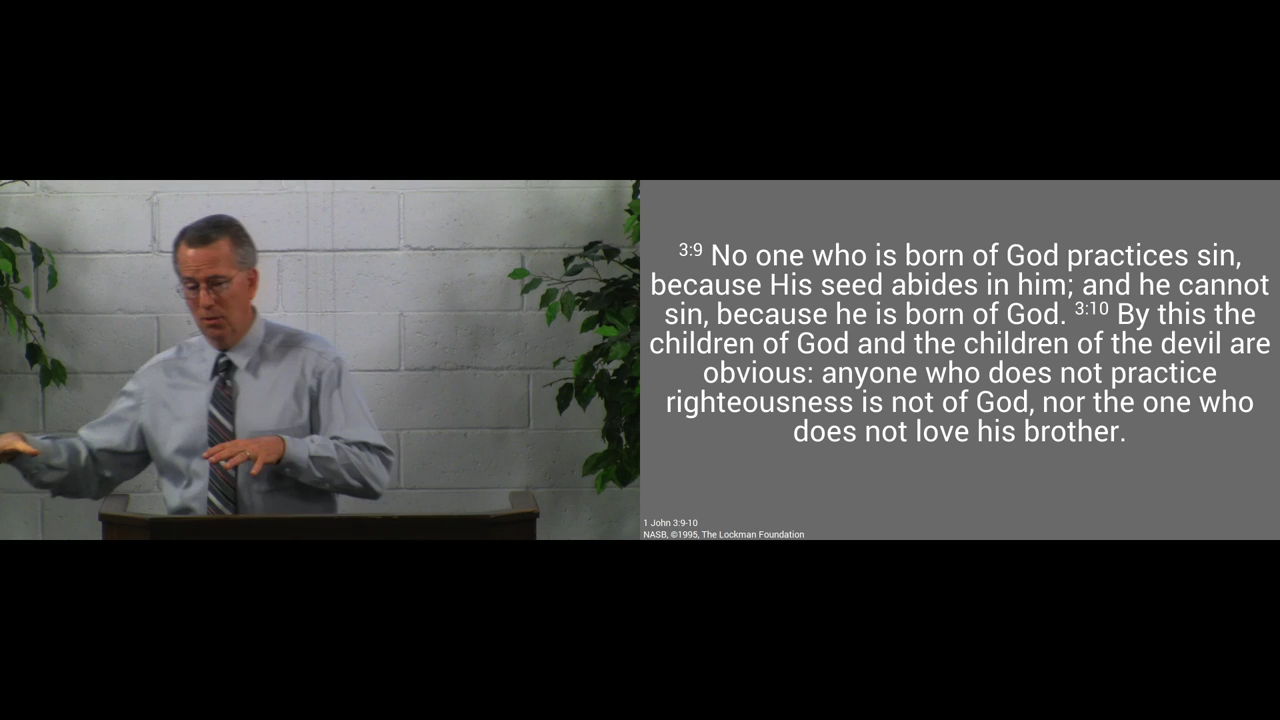 3:9 No one who is born of God practices sin,
because His seed abides in him; and he cannot
sin, because he is born of God. 3:10 By this the
children of God and the children of the devil are
obvious: anyone who does not practice
righteousness is not of God, nor the one who
does not love his brother.
1 John 3:9-10
NASB, ©1995, The Lockman Foundation